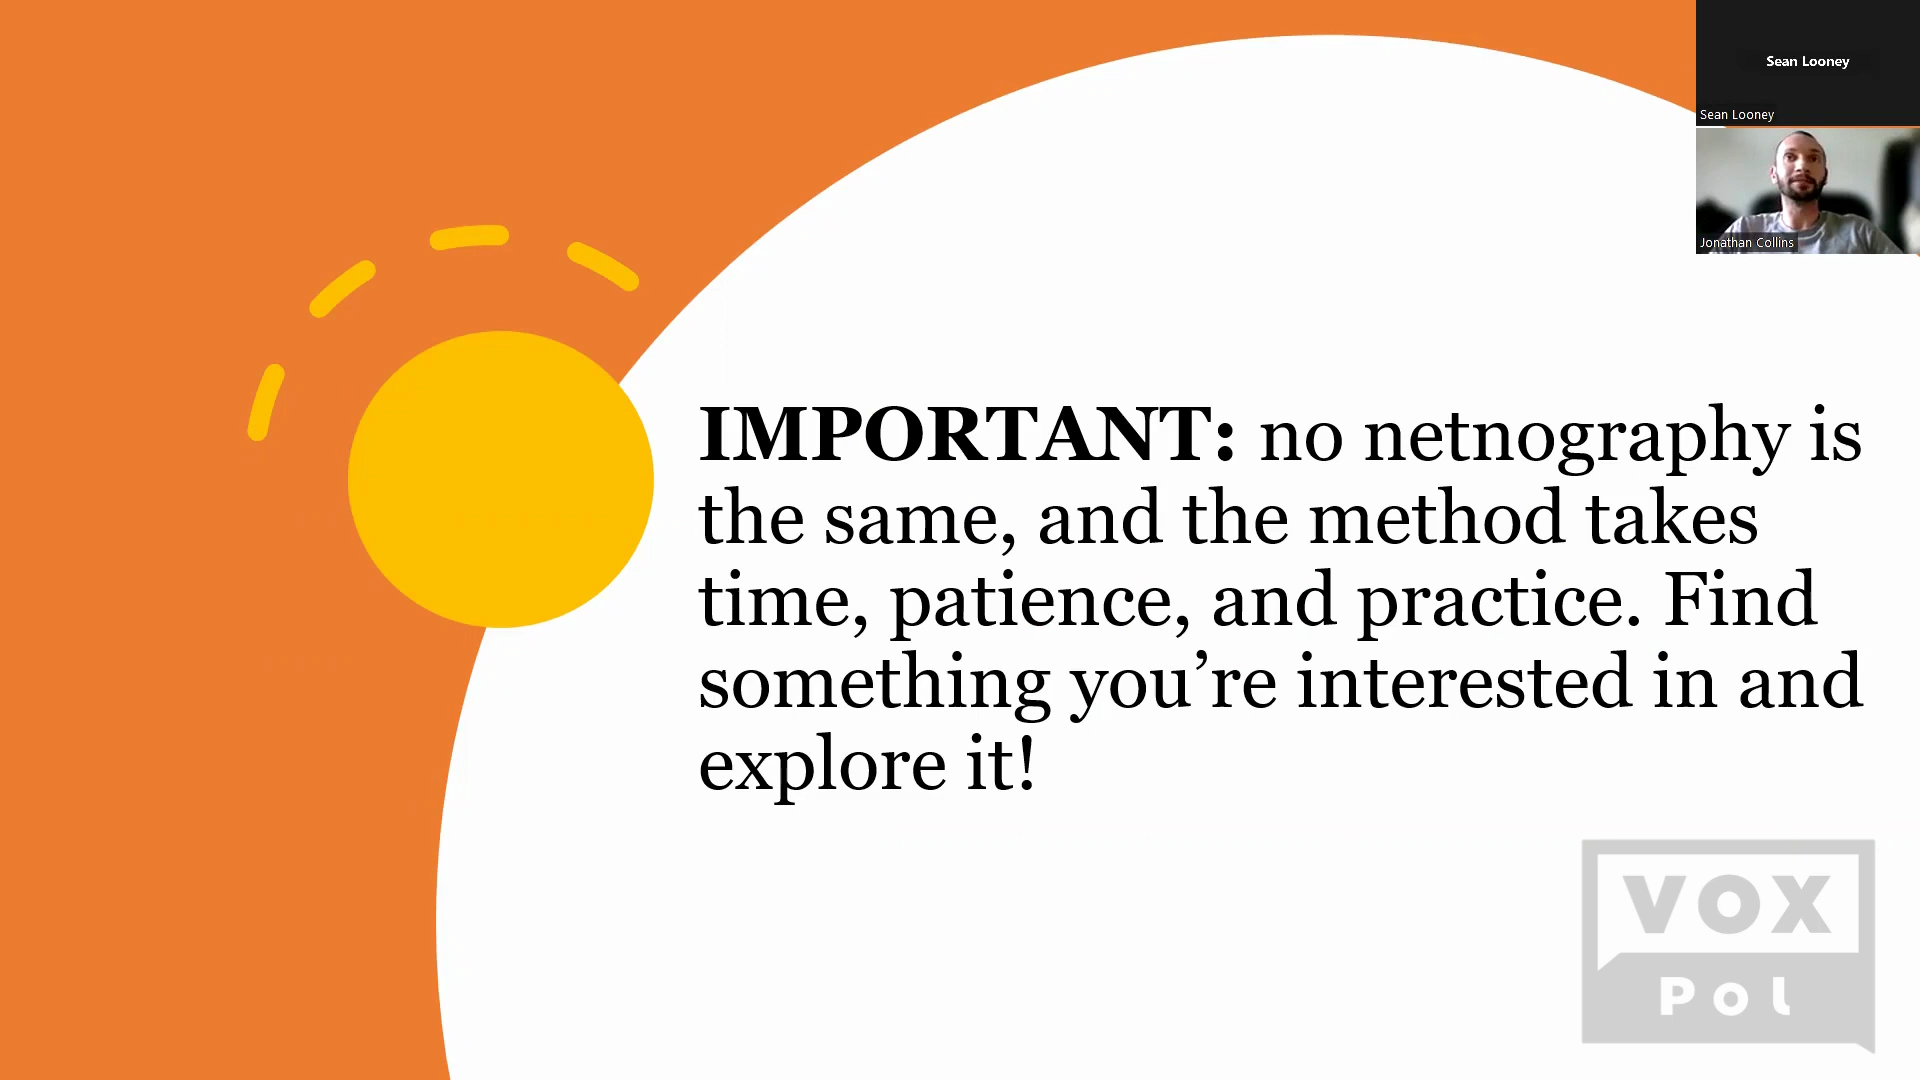 Sean Looney
Sean Looney
Jonathan Collins
IMPORTANT: no netnography is
the same, and the method takes
time, patience, and practice. Find
something you’re interested in and
explore it!
VOX
Pol